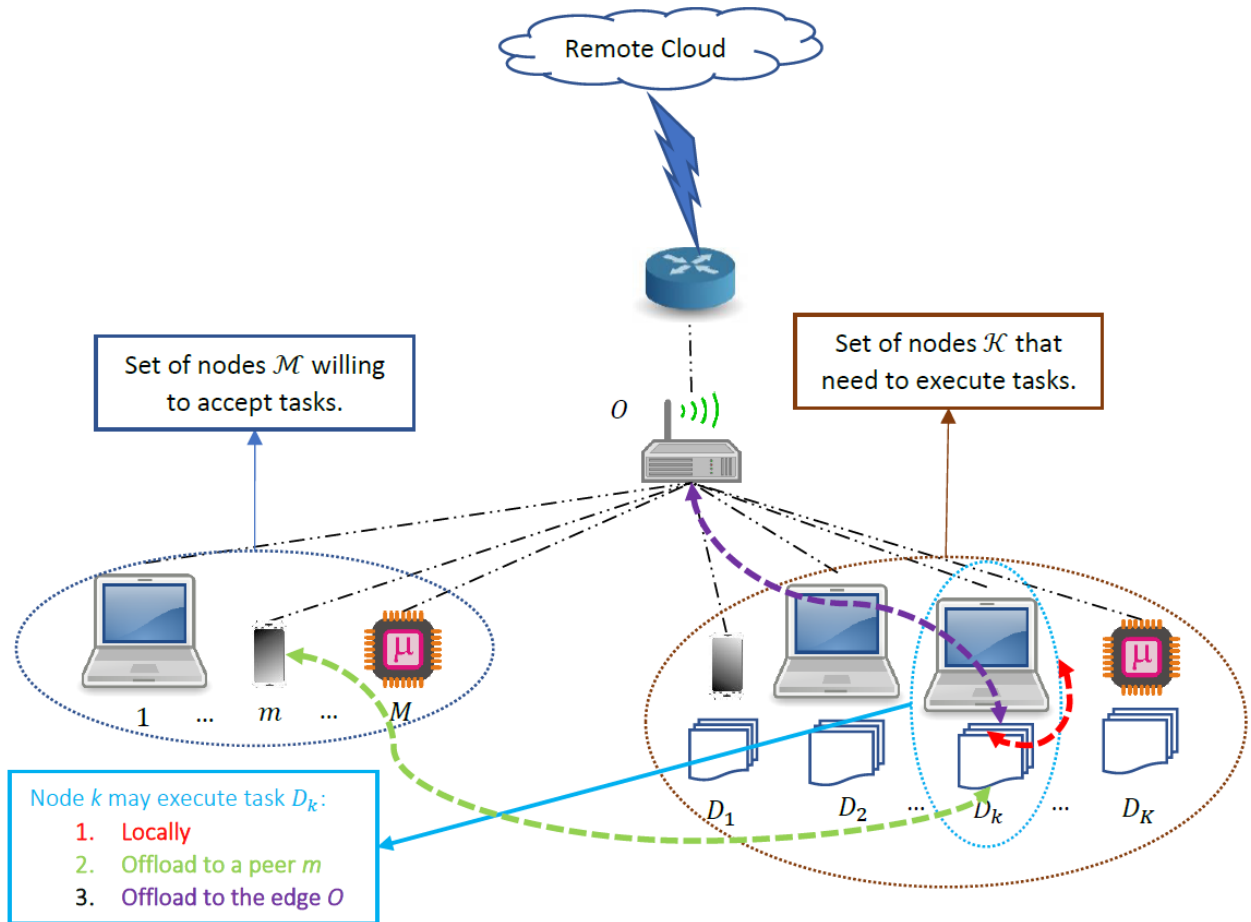 Remote Cloud
Set of nodes ℳ willing
to accept tasks.
Set of nodes 𝒦 that
need to execute tasks.
O
μ
μ
1 ... m ... M
D₁ D₂ ... Dₖ ... D_K
Node k may execute task Dₖ:
1. Locally
2. Offload to a peer m
3. Offload to the edge O